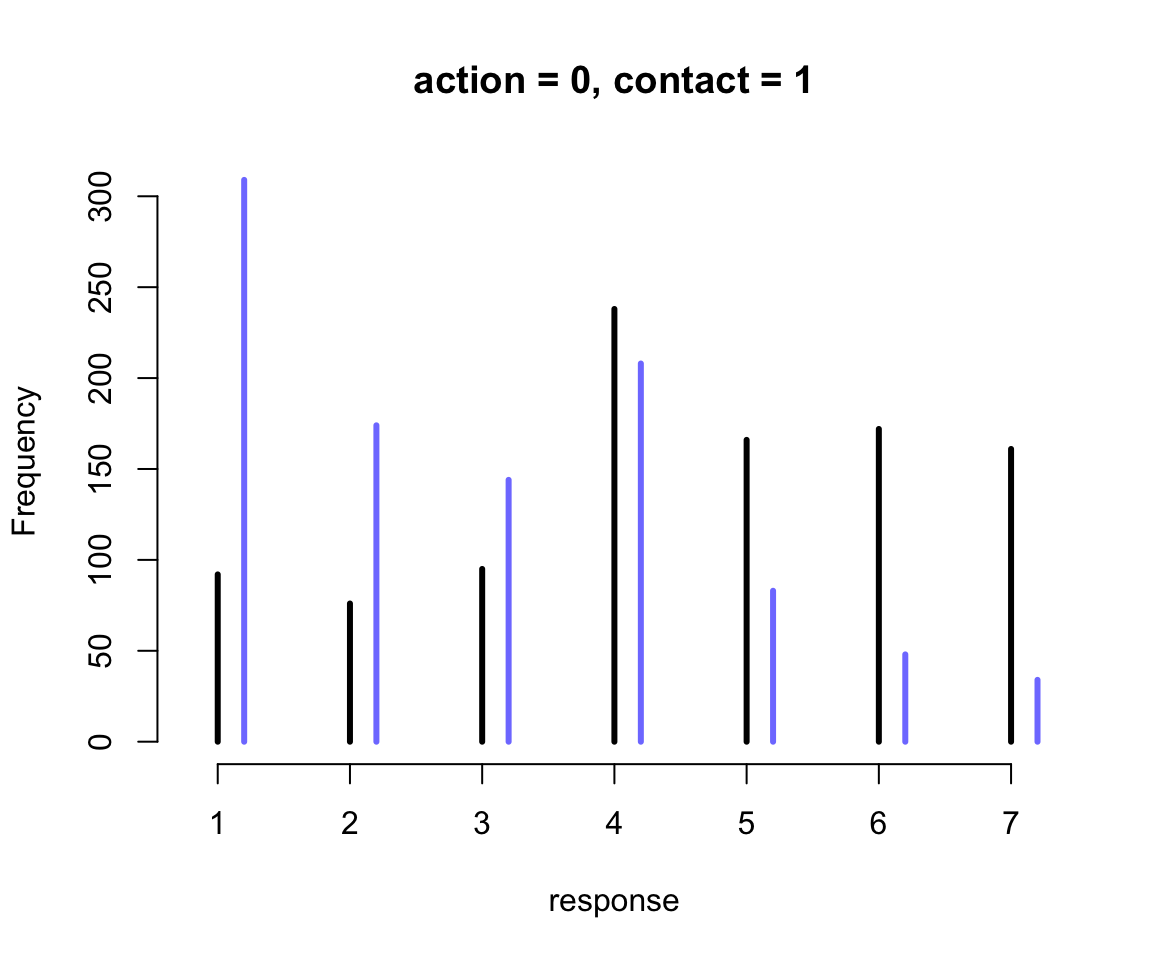 action = 0, contact = 1
Frequency
300
250
200
150
100
50
0
1 2 3 4 5 6 7
response